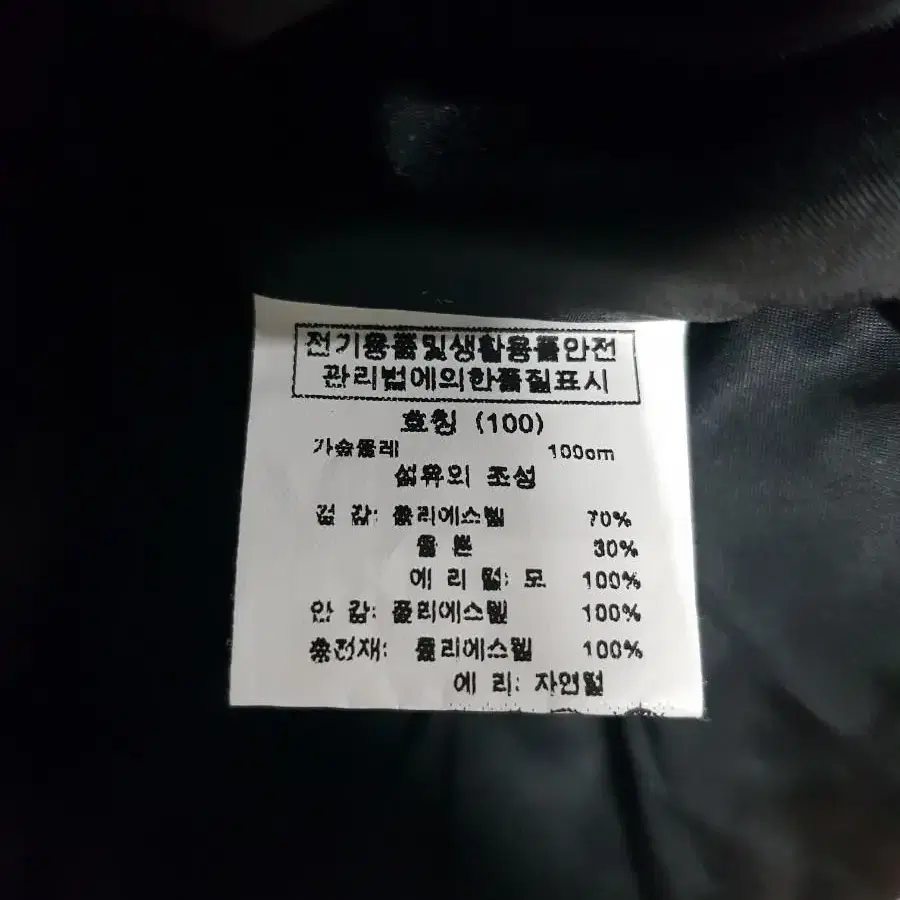 전기용품및생활용품안전
관리법에의한품질표시
호칭 (100)
가슴둘레 100cm
섬유의 조성
겉 감: 폴리에스텔 70%
울 쁜 30%
에 리 털: 모 100%
안 감: 폴리에스텔 100%
충전재: 폴리에스텔 100%
에 리: 자연털